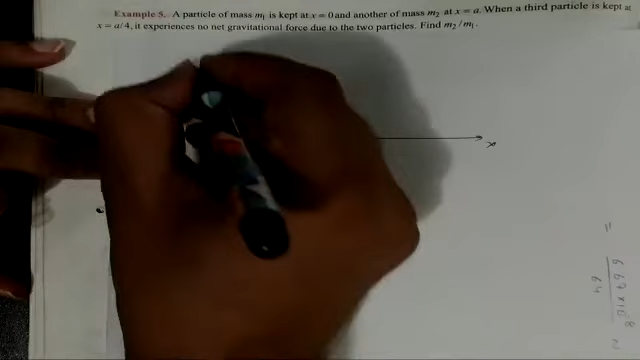 Example 5. A particle of mass m₁ is kept at x = 0 and another of mass m₂ at x = a. When a third particle is kept at
x = a/4, it experiences no net gravitational force due to the two particles. Find m₂/m₁.
x